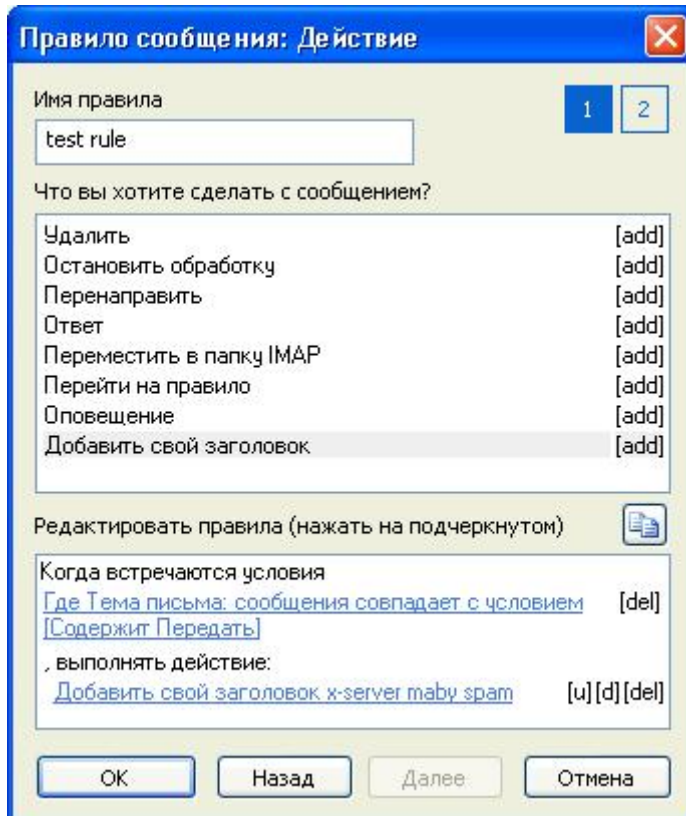 Правило сообщения: Действие
Имя правила
1 2
test rule
Что вы хотите сделать с сообщением?
Удалить [add]
Остановить обработку [add]
Перенаправить [add]
Ответ [add]
Переместить в папку IMAP [add]
Перейти на правило [add]
Оповещение [add]
Добавить свой заголовок [add]
Редактировать правила (нажать на подчеркнутом)
Когда встречаются условия
Где Тема письма: сообщения совпадает с условием [del]
[Содержит Передать]
, выполнять действие:
Добавить свой заголовок x-server maby spam [u][d][del]
ОК Назад Далее Отмена